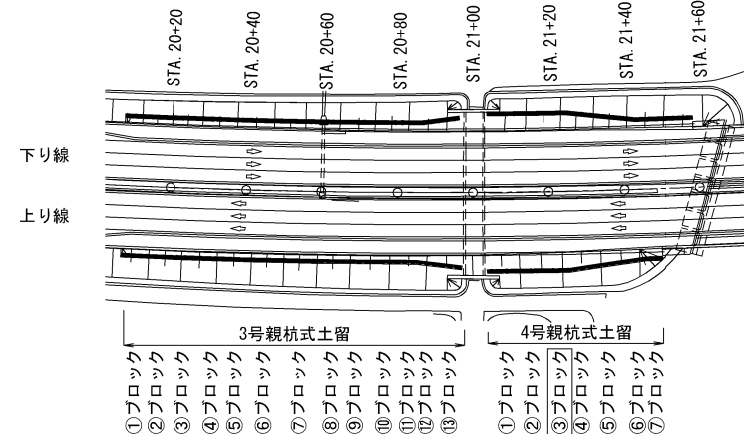 STA. 20+20
STA. 20+40
STA. 20+60
STA. 20+80
STA. 21+00
STA. 21+20
STA. 21+40
STA. 21+60
下り線
上り線
3号親杭式土留
4号親杭式土留
①ブロック
②ブロック
③ブロック
④ブロック
⑤ブロック
⑥ブロック
⑦ブロック
⑧ブロック
⑨ブロック
⑩ブロック
⑪ブロック
⑫ブロック
⑬ブロック
①ブロック
②ブロック
③ブロック
④ブロック
⑤ブロック
⑥ブロック
⑦ブロック